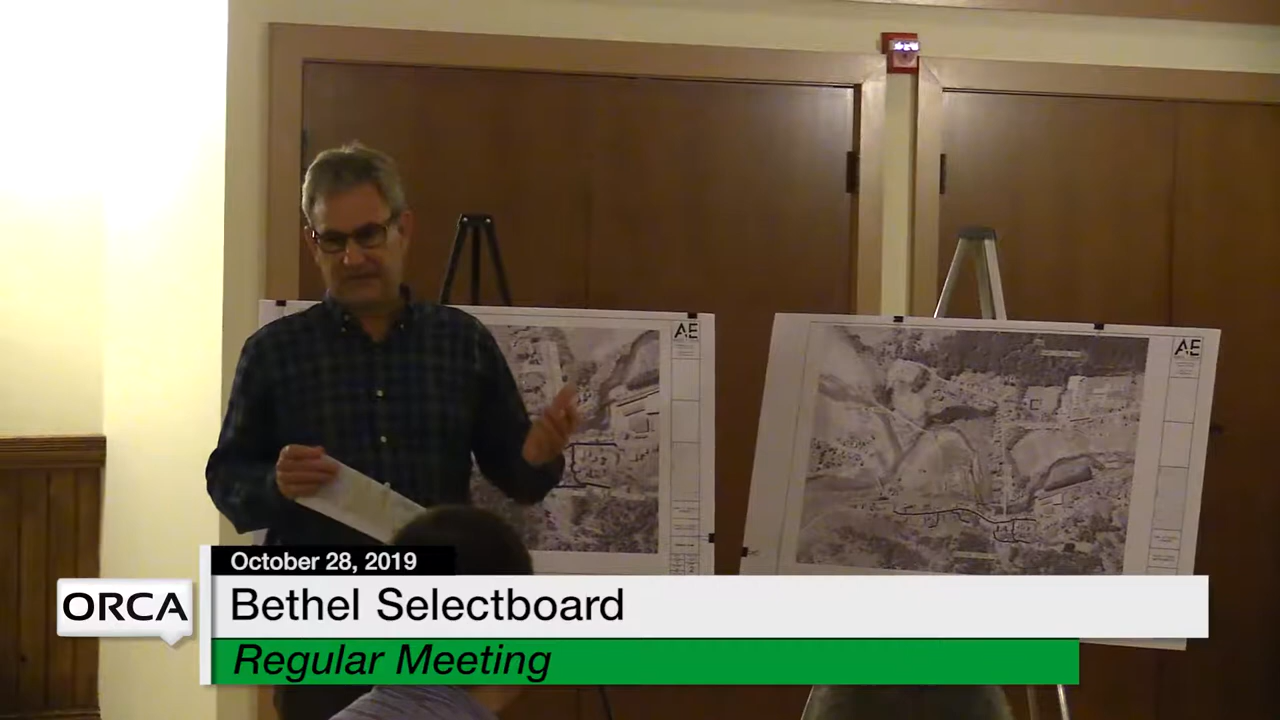 AE
AE
October 28, 2019
ORCA
Bethel Selectboard
Regular Meeting